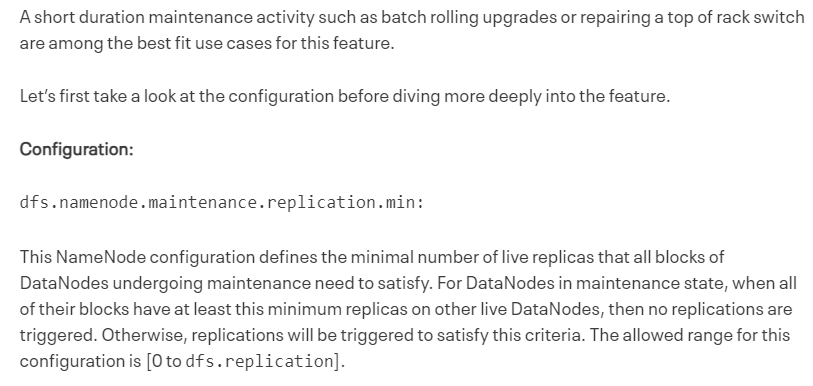 A short duration maintenance activity such as batch rolling upgrades or repairing a top of rack switch
are among the best fit use cases for this feature.
Let’s first take a look at the configuration before diving more deeply into the feature.
Configuration:
dfs.namenode.maintenance.replication.min:
This NameNode configuration defines the minimal number of live replicas that all blocks of
DataNodes undergoing maintenance need to satisfy. For DataNodes in maintenance state, when all
of their blocks have at least this minimum replicas on other live DataNodes, then no replications are
triggered. Otherwise, replications will be triggered to satisfy this criteria. The allowed range for this
configuration is [0 to dfs.replication].